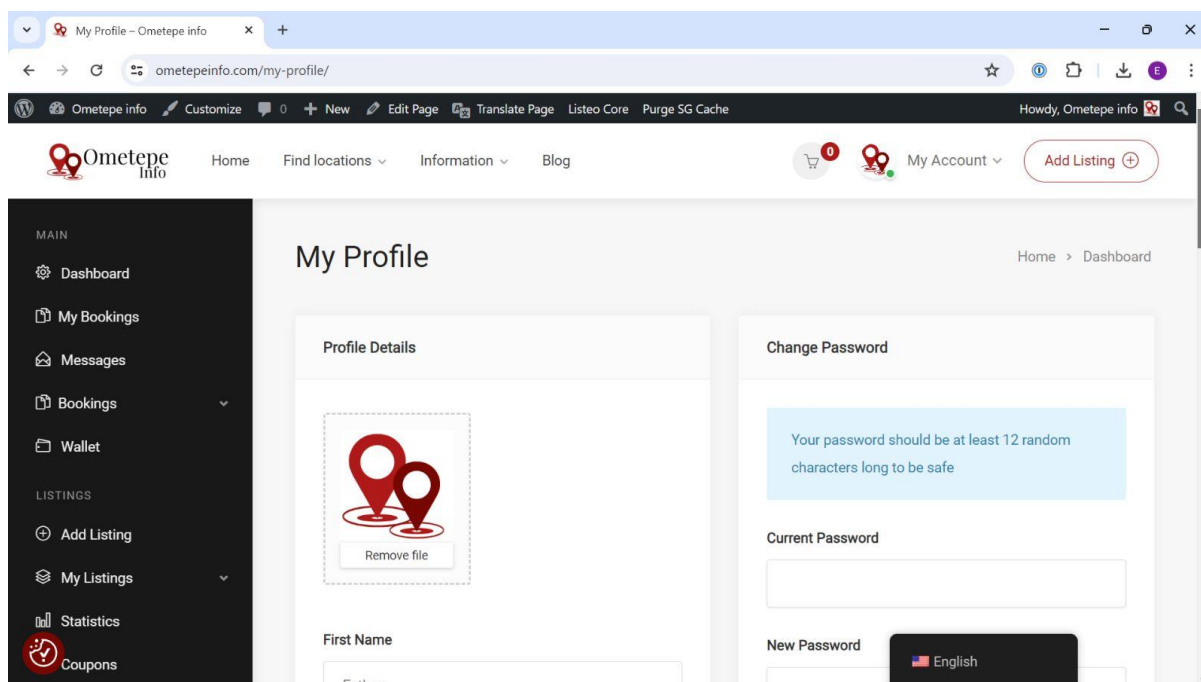 My Profile – Ometepe info
ometepeinfo.com/my-profile/
E
Ometepe info Customize 0 New Edit Page Translate Page Listeo Core Purge SG Cache Howdy, Ometepe info
Ometepe
Info
Home Find locations Information Blog 0 My Account Add Listing
MAIN
Dashboard
My Bookings
Messages
Bookings
Wallet
LISTINGS
Add Listing
My Listings
Statistics
Coupons
My Profile
Home > Dashboard
Profile Details
Remove file
First Name
Change Password
Your password should be at least 12 random
characters long to be safe
Current Password
New Password
English